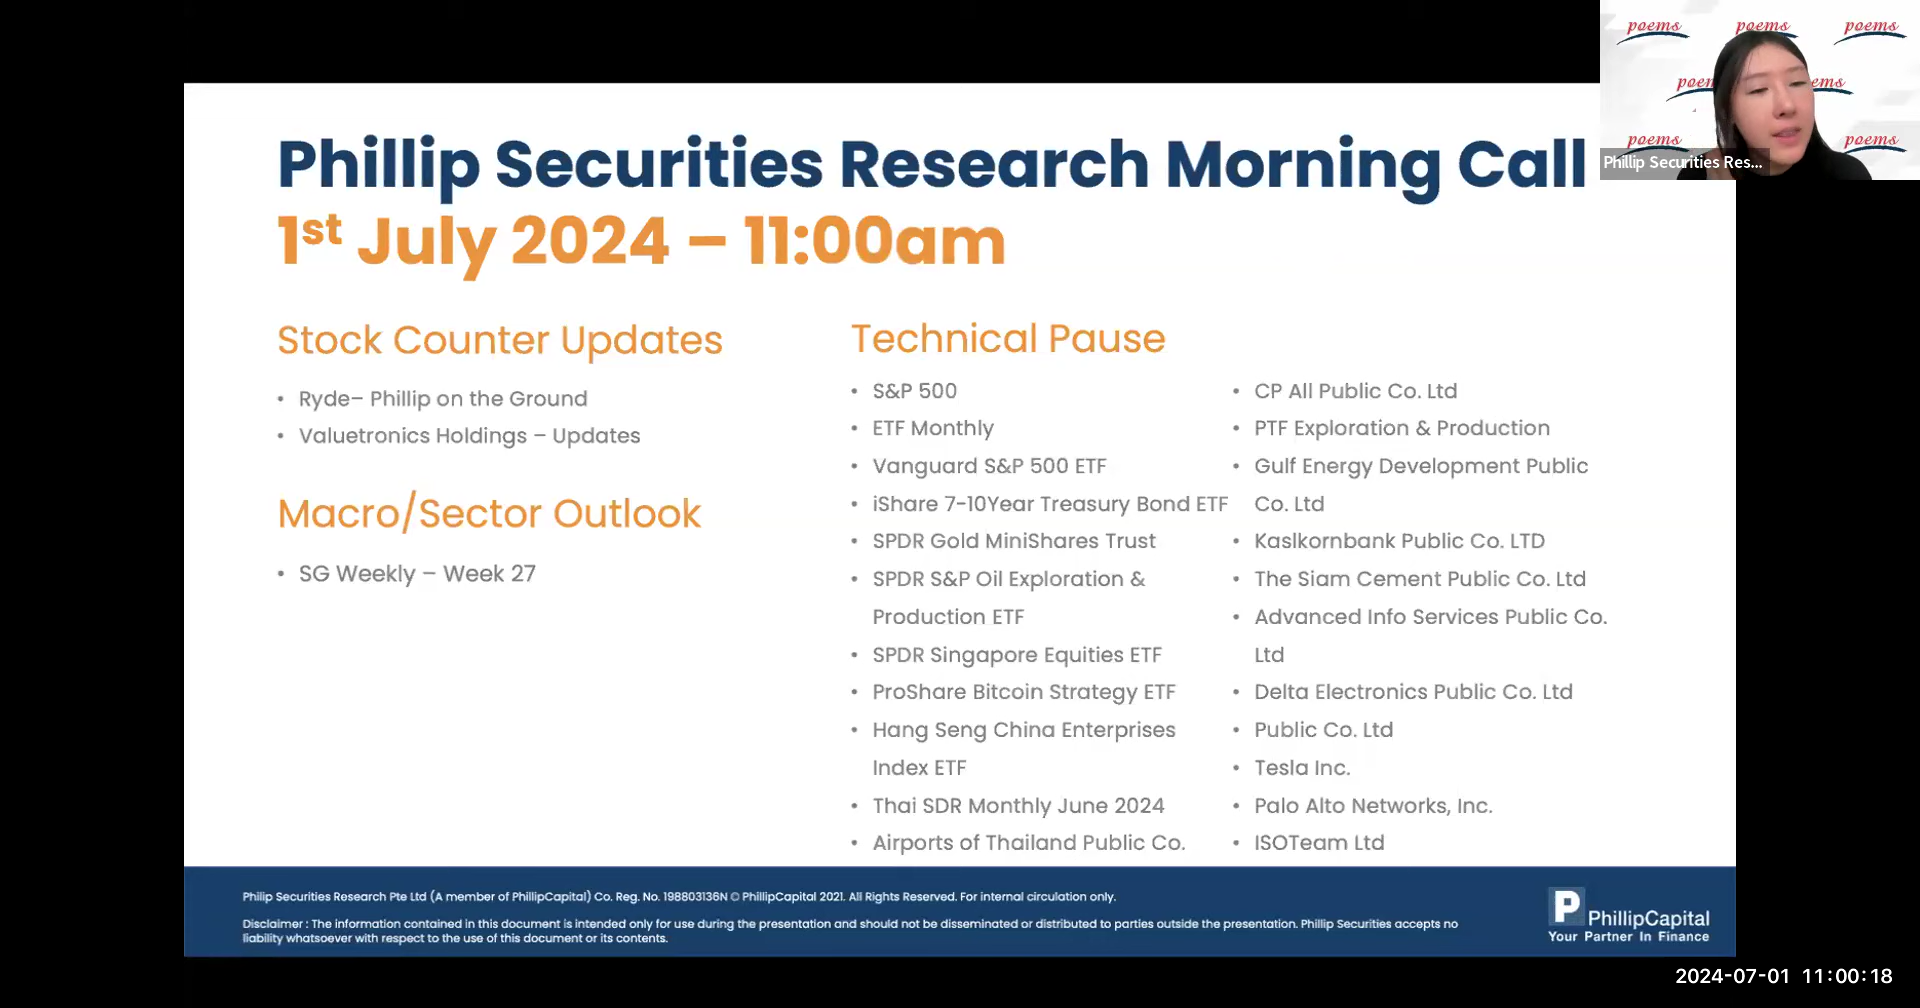 Phillip Securities Research Morning Call
1st July 2024 – 11:00am
Stock Counter Updates
• Ryde– Phillip on the Ground
• Valuetronics Holdings – Updates
Macro/Sector Outlook
• SG Weekly – Week 27
Technical Pause
• S&P 500
• ETF Monthly
• Vanguard S&P 500 ETF
• iShare 7-10Year Treasury Bond ETF
• SPDR Gold MiniShares Trust
• SPDR S&P Oil Exploration &
Production ETF
• SPDR Singapore Equities ETF
• ProShare Bitcoin Strategy ETF
• Hang Seng China Enterprises
Index ETF
• Thai SDR Monthly June 2024
• Airports of Thailand Public Co.
• CP All Public Co. Ltd
• PTF Exploration & Production
• Gulf Energy Development Public
Co. Ltd
• Kaslkornbank Public Co. LTD
• The Siam Cement Public Co. Ltd
• Advanced Info Services Public Co.
Ltd
• Delta Electronics Public Co. Ltd
• Public Co. Ltd
• Tesla Inc.
• Palo Alto Networks, Inc.
• ISOTeam Ltd
Philip Securities Research Pte Ltd (A member of PhillipCapital) Co. Reg. No. 198803136N © PhillipCapital 2021. All Rights Reserved. For internal circulation only.
Disclaimer : The information contained in this document is intended only for use during the presentation and should not be disseminated or distributed to parties outside the presentation. Phillip Securities accepts no
liability whatsoever with respect to the use of this document or its contents.
P PhillipCapital
Your Partner In Finance
poems poems poems
poem ems
poems poems
Phillip Securities Res...
2024-07-01 11:00:18